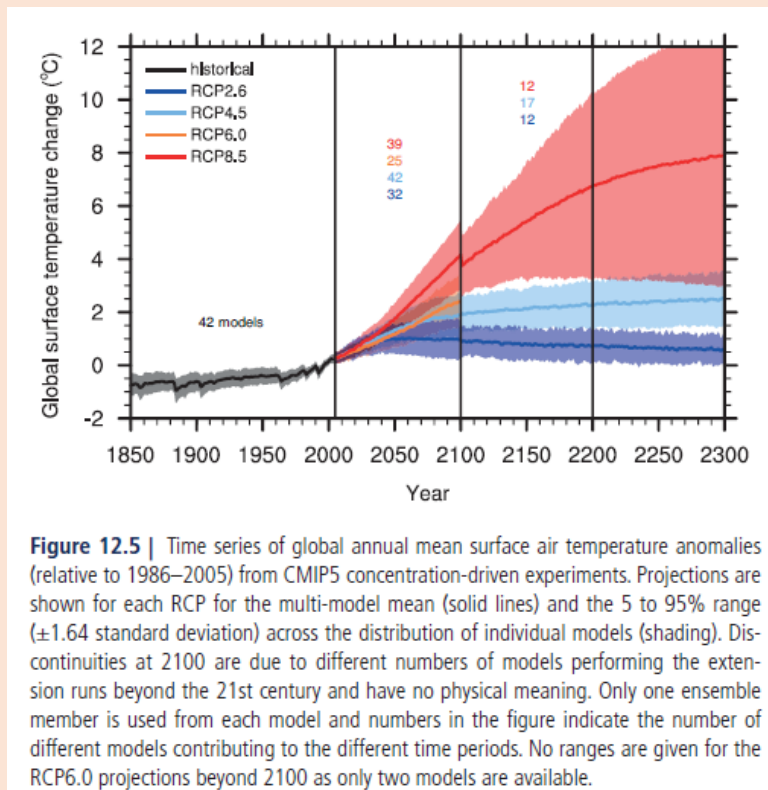 12
10
8
6
4
2
0
-2
Global surface temperature change (°C)
historical
RCP2.6
RCP4.5
RCP6.0
RCP8.5
42 models
39
25
42
32
12
17
12
1850 1900 1950 2000 2050 2100 2150 2200 2250 2300
Year
Figure 12.5 | Time series of global annual mean surface air temperature anomalies
(relative to 1986–2005) from CMIP5 concentration-driven experiments. Projections are
shown for each RCP for the multi-model mean (solid lines) and the 5 to 95% range
(±1.64 standard deviation) across the distribution of individual models (shading). Dis-
continuities at 2100 are due to different numbers of models performing the exten-
sion runs beyond the 21st century and have no physical meaning. Only one ensemble
member is used from each model and numbers in the figure indicate the number of
different models contributing to the different time periods. No ranges are given for the
RCP6.0 projections beyond 2100 as only two models are available.